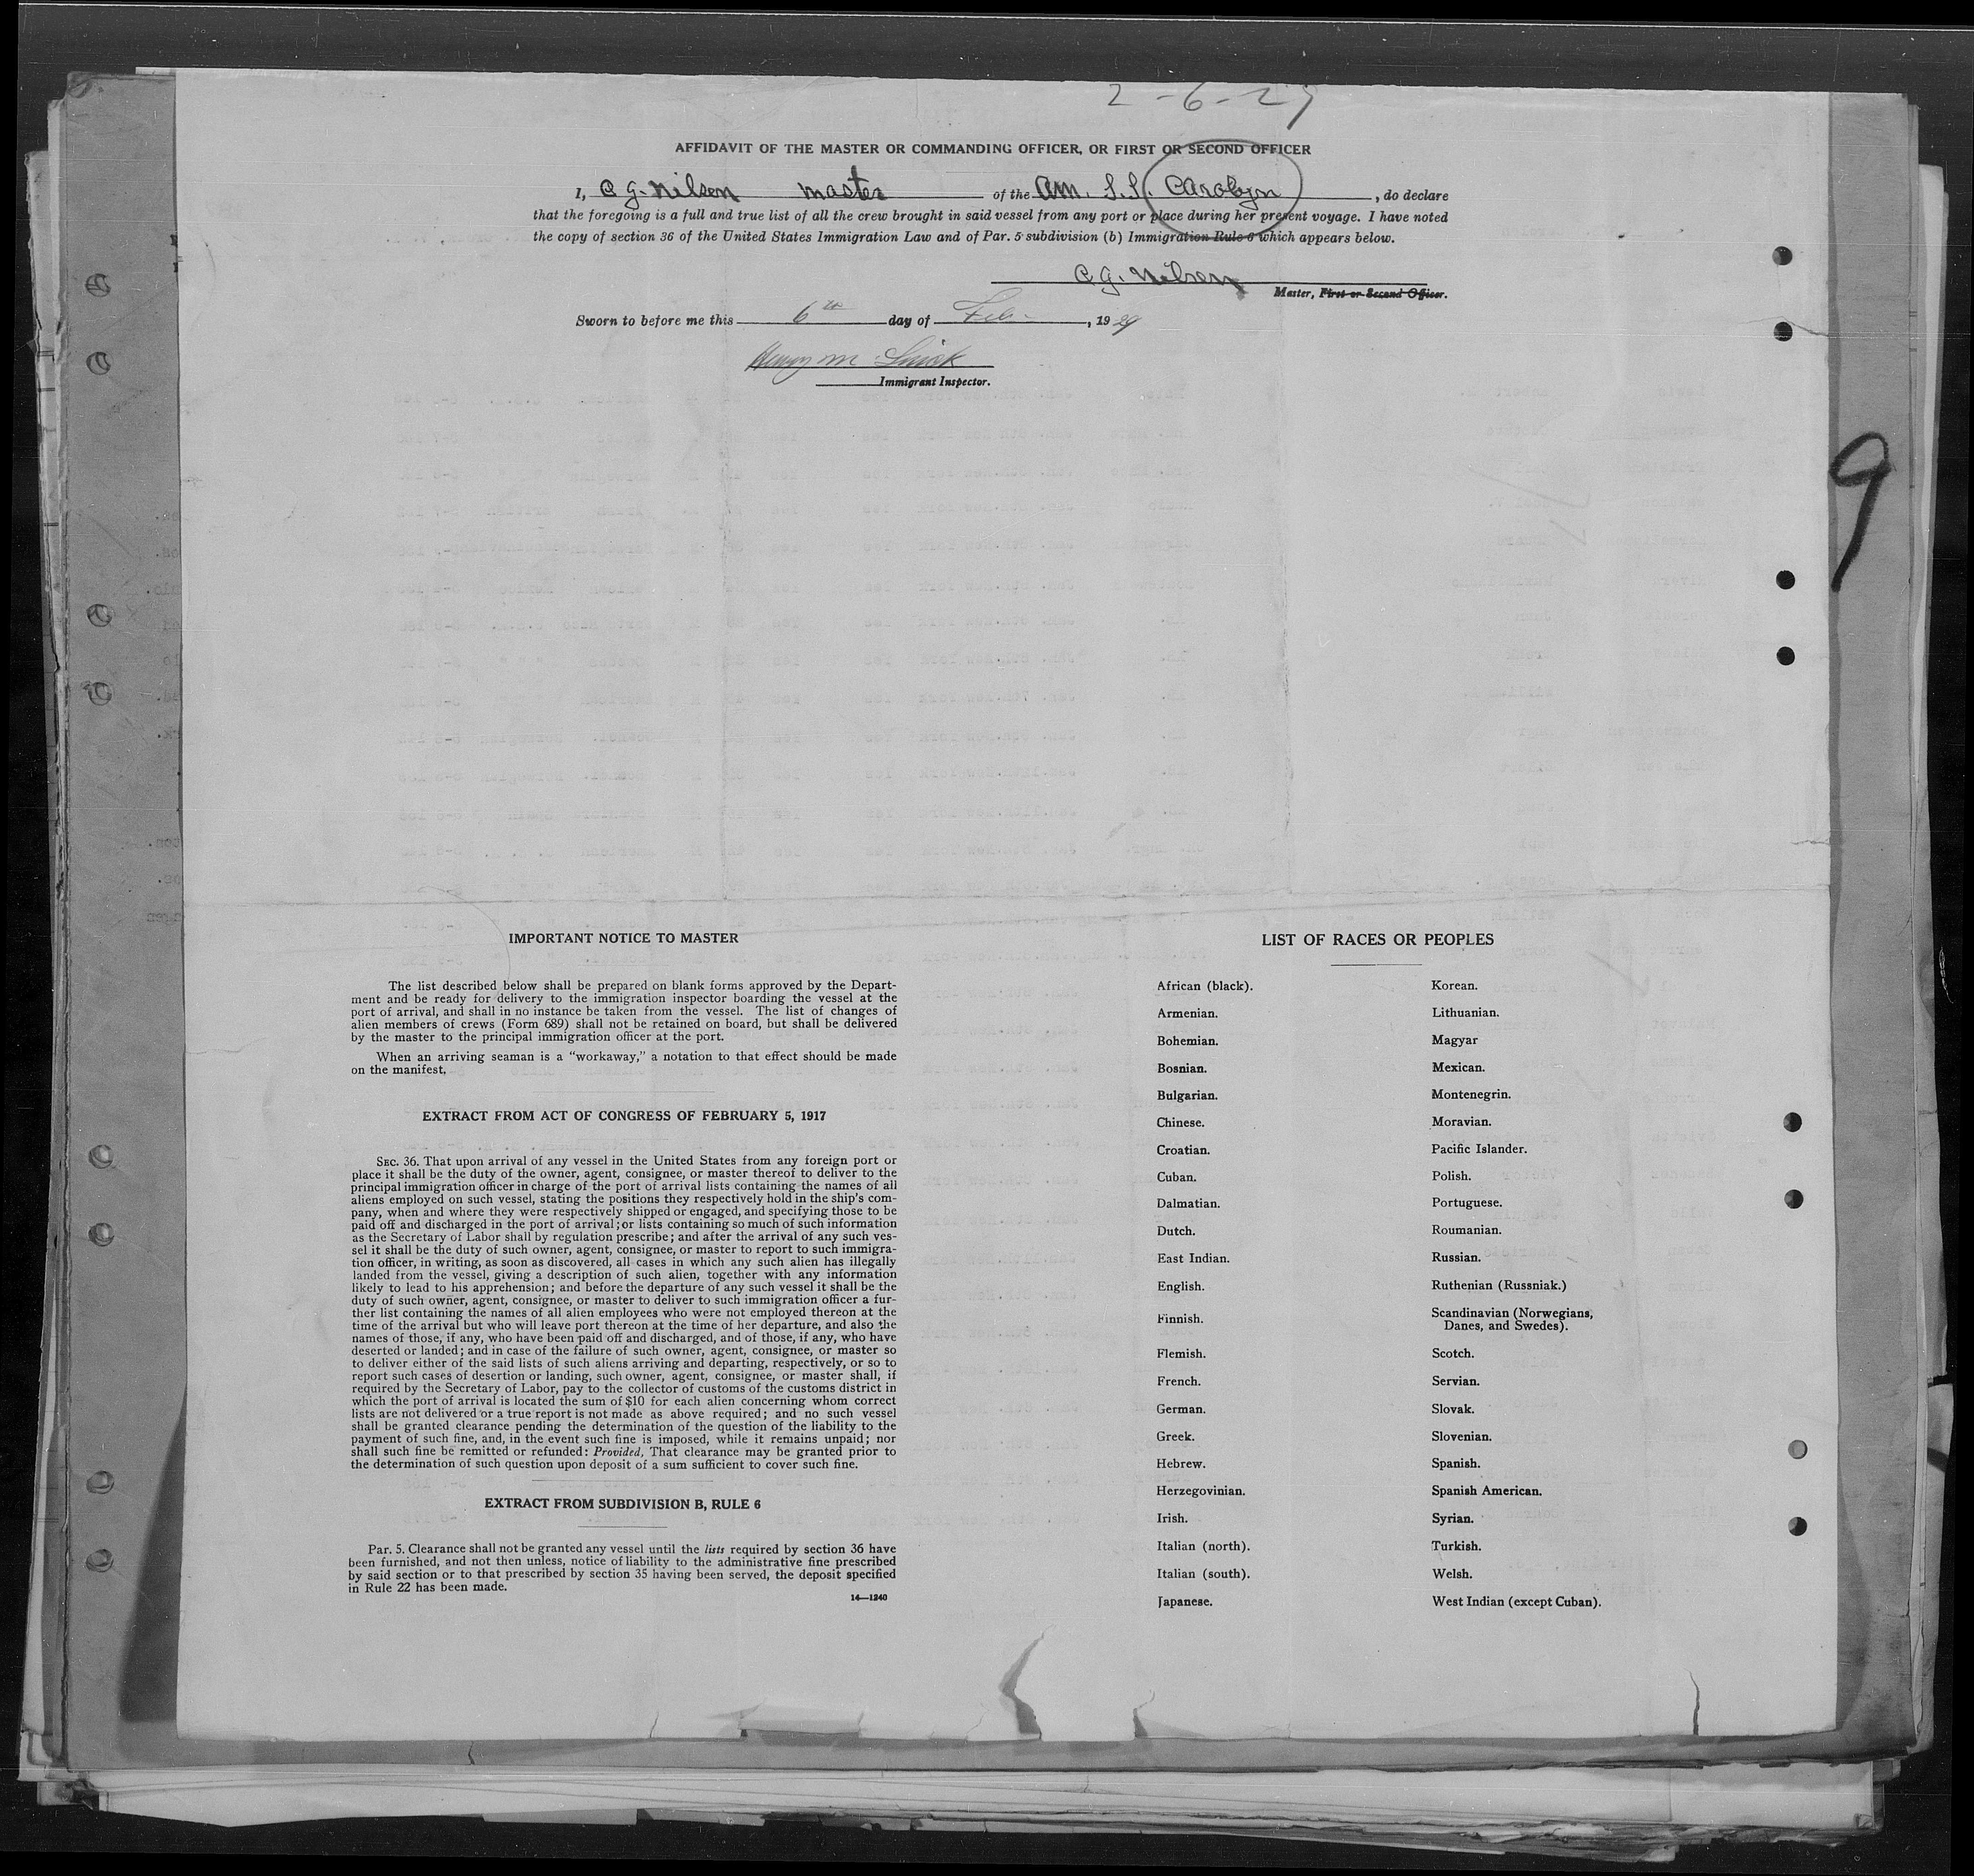 2-6-29
AFFIDAVIT OF THE MASTER OR COMMANDING OFFICER, OR FIRST OR SECOND OFFICER
I, C. G. Nilsen master of the Am. S.S. Carolyn, do declare
that the foregoing is a full and true list of all the crew brought in said vessel from any port or place during her present voyage. I have noted
the copy of section 36 of the United States Immigration Law and of Par. 5 subdivision (b) Immigration Rule 6 which appears below.
C. G. Nilsen
Master, First or Second Officer.
Sworn to before me this 6th day of Feb., 1929
Henry M.
Immigrant Inspector.
9
IMPORTANT NOTICE TO MASTER
The list described below shall be prepared on blank forms approved by the Depart-
ment and be ready for delivery to the immigration inspector boarding the vessel at the
port of arrival, and shall in no instance be taken from the vessel. The list of changes of
alien members of crews (Form 689) shall not be retained on board, but shall be delivered
by the master to the principal immigration officer at the port.
When an arriving seaman is a "workaway," a notation to that effect should be made
on the manifest.
EXTRACT FROM ACT OF CONGRESS OF FEBRUARY 5, 1917
SEC. 36. That upon arrival of any vessel in the United States from any foreign port or
place it shall be the duty of the owner, agent, consignee, or master thereof to deliver to the
principal immigration officer in charge of the port of arrival lists containing the names of all
aliens employed on such vessel, stating the positions they respectively hold in the ship's com-
pany, when and where they were respectively shipped or engaged, and specifying those to be
paid off and discharged in the port of arrival; or lists containing so much of such information
as the Secretary of Labor shall by regulation prescribe; and after the arrival of any such ves-
sel it shall be the duty of such owner, agent, consignee, or master to report to such immigra-
tion officer, in writing, as soon as discovered, all cases in which any such alien has illegally
landed from the vessel, giving a description of such alien, together with any information
likely to lead to his apprehension; and before the departure of any such vessel it shall be the
duty of such owner, agent, consignee, or master to deliver to such immigration officer a fur-
ther list containing the names of all alien employees who were not employed thereon at the
time of the arrival but who will leave port thereon at the time of her departure, and also the
names of those, if any, who have been paid off and discharged, and of those, if any, who have
deserted or landed; and in case of the failure of such owner, agent, consignee, or master so
to deliver either of the said lists of such aliens arriving and departing, respectively, or so to
report such cases of desertion or landing, such owner, agent, consignee, or master shall, if
required by the Secretary of Labor, pay to the collector of customs of the customs district in
which the port of arrival is located the sum of $10 for each alien concerning whom correct
lists are not delivered or a true report is not made as above required; and no such vessel
shall be granted clearance pending the determination of the question of the liability to the
payment of such fine, and, in the event such fine is imposed, while it remains unpaid; nor
shall such fine be remitted or refunded: Provided, That clearance may be granted prior to
the determination of such question upon deposit of a sum sufficient to cover such fine.
EXTRACT FROM SUBDIVISION B, RULE 6
Par. 5. Clearance shall not be granted any vessel until the lists required by section 36 have
been furnished, and not then unless, notice of liability to the administrative fine prescribed
by said section or to that prescribed by section 35 having been served, the deposit specified
in Rule 22 has been made.
14—1240
LIST OF RACES OR PEOPLES
African (black).
Armenian.
Bohemian.
Bosnian.
Bulgarian.
Chinese.
Croatian.
Cuban.
Dalmatian.
Dutch.
East Indian.
English.
Finnish.
Flemish.
French.
German.
Greek.
Hebrew.
Herzegovinian.
Irish.
Italian (north).
Italian (south).
Japanese.
Korean.
Lithuanian.
Magyar
Mexican.
Montenegrin.
Moravian.
Pacific Islander.
Polish.
Portuguese.
Roumanian.
Russian.
Ruthenian (Russniak.)
Scandinavian (Norwegians,
Danes, and Swedes).
Scotch.
Servian.
Slovak.
Slovenian.
Spanish.
Spanish American.
Syrian.
Turkish.
Welsh.
West Indian (except Cuban).